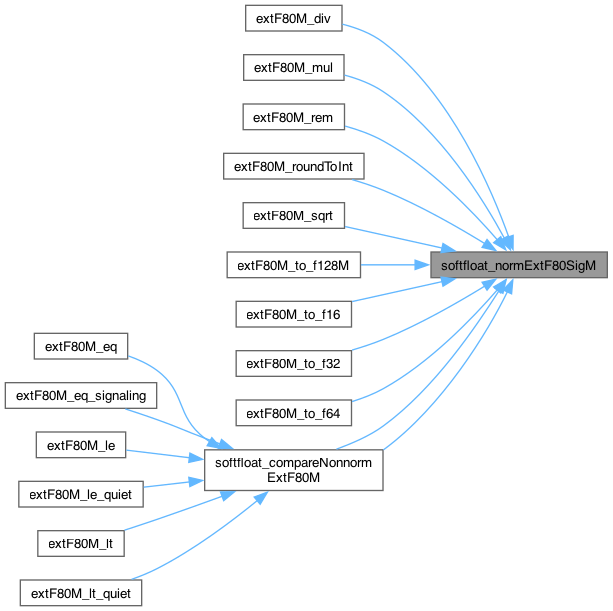 extF80M_div
extF80M_mul
extF80M_rem
extF80M_roundToInt
extF80M_sqrt
softfloat_normExtF80SigM
extF80M_to_f128M
extF80M_to_f16
extF80M_to_f32
extF80M_to_f64
softfloat_compareNonnorm
ExtF80M
extF80M_eq
extF80M_eq_signaling
extF80M_le
extF80M_le_quiet
extF80M_lt
extF80M_lt_quiet